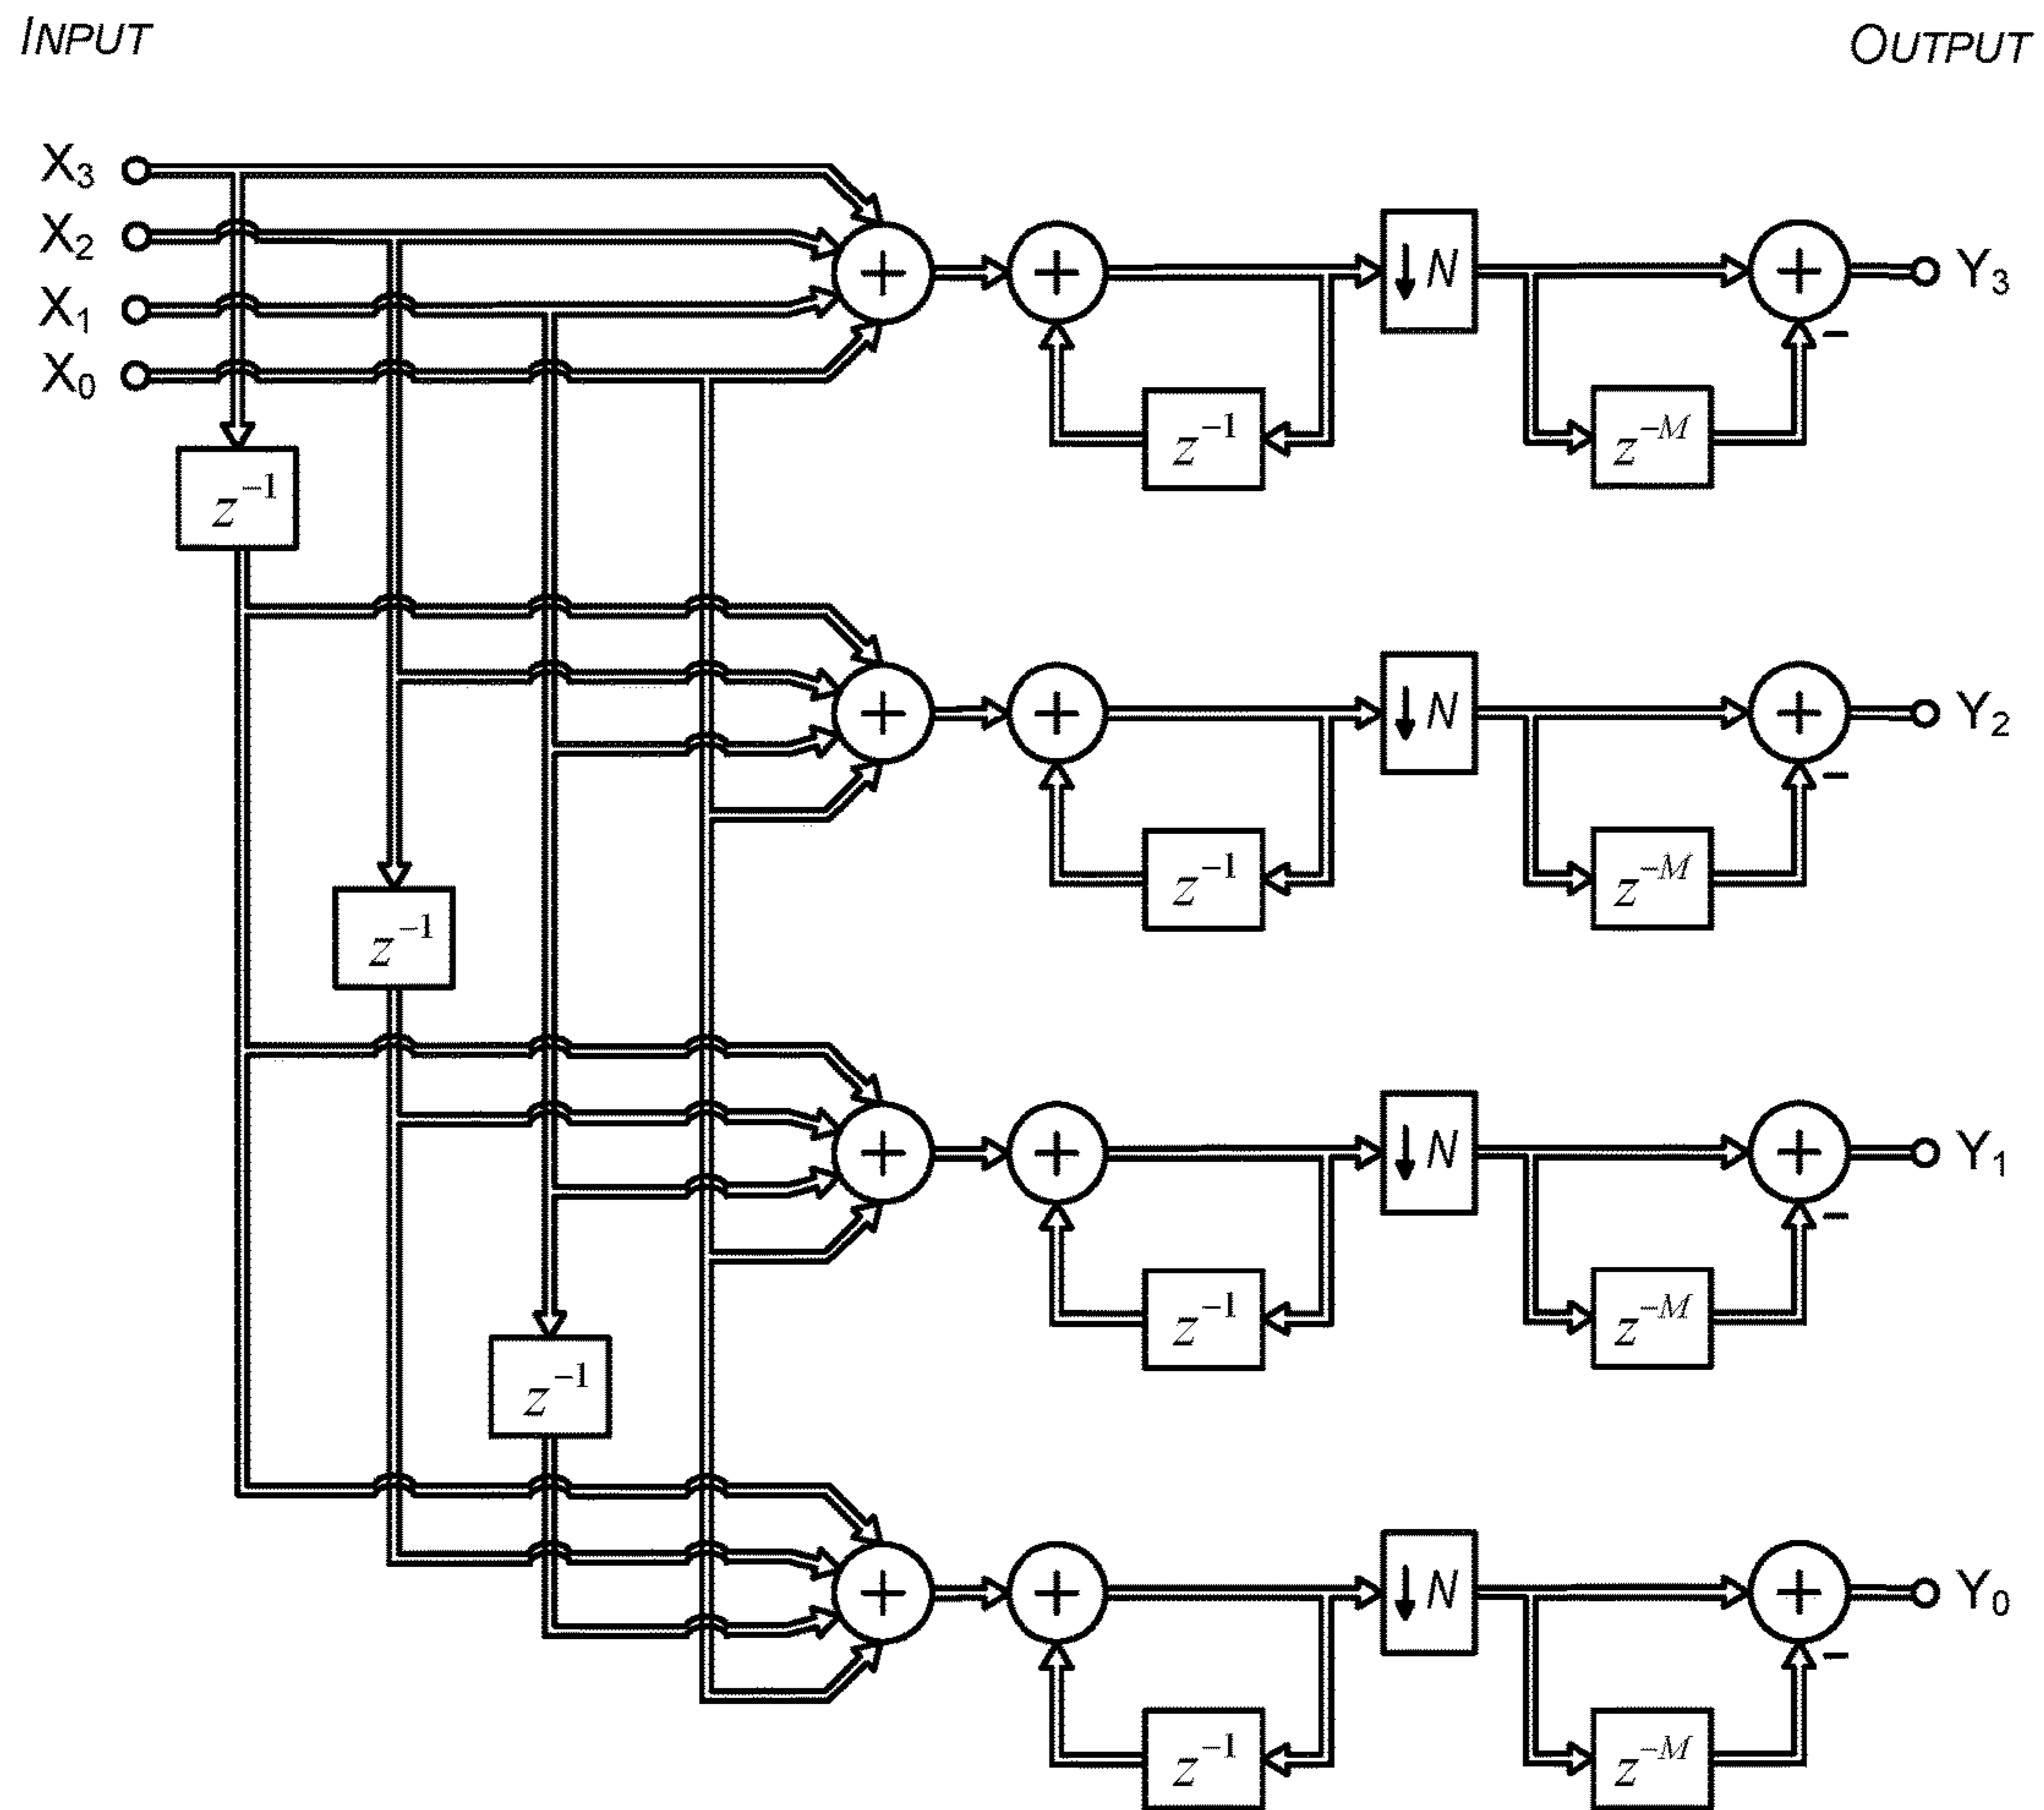 INPUT
OUTPUT
X₃
X₂
X₁
X₀
+
+
↓ N
+
Y₃
−
z⁻¹
z⁻ᴹ
z⁻¹
+
+
↓ N
+
Y₂
−
z⁻¹
z⁻ᴹ
z⁻¹
+
+
↓ N
+
Y₁
−
z⁻¹
z⁻ᴹ
z⁻¹
+
+
↓ N
+
Y₀
−
z⁻¹
z⁻ᴹ